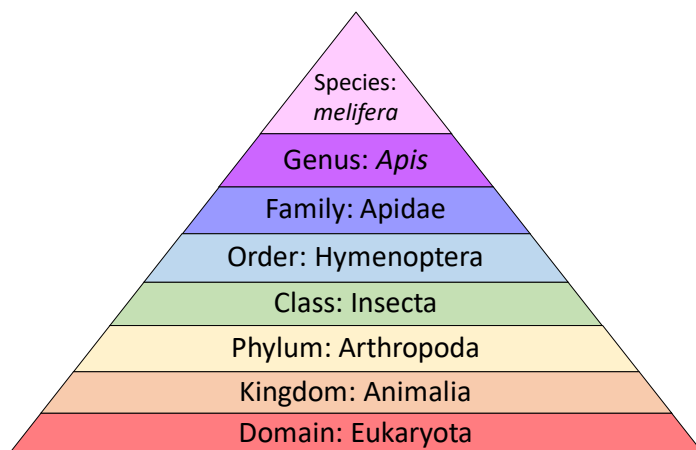 Species:
melifera
Genus: Apis
Family: Apidae
Order: Hymenoptera
Class: Insecta
Phylum: Arthropoda
Kingdom: Animalia
Domain: Eukaryota